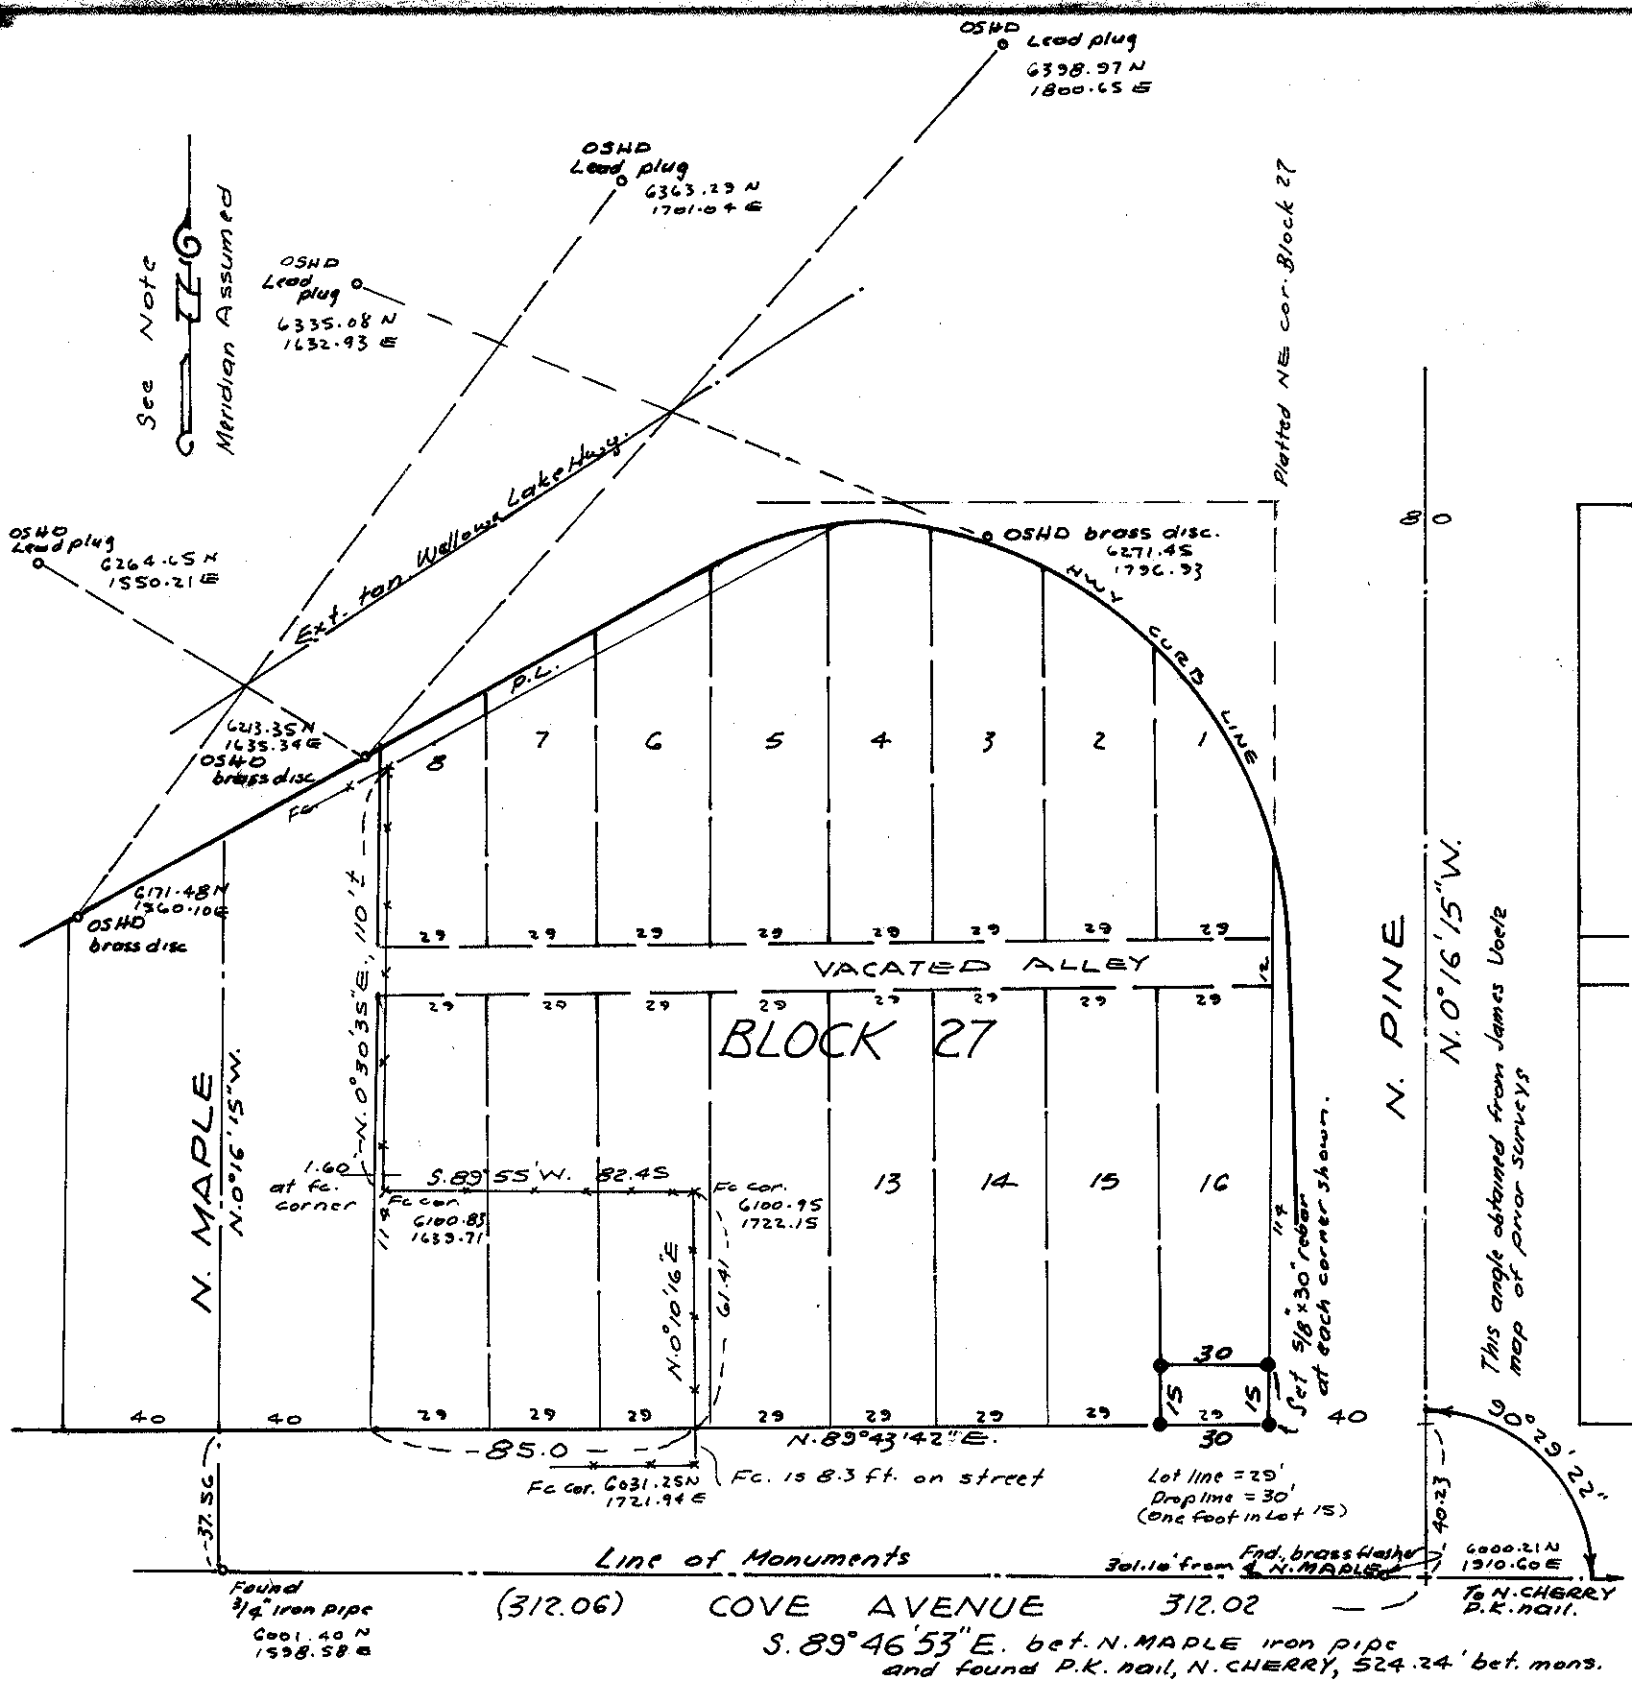 OSHD
Lead plug
6398.97 N
1800.65 E
OSHD
Lead plug
6363.29 N
1701.04 E
OSHD
Lead
plug
6335.08 N
1632.93 E
See Note
Meridian Assumed
Platted NE cor. Block 27
OSHD
Lead plug
6264.65 N
1550.21 E
Ext. tan. Wallowa Lake Hwy.
OSHD brass disc.
6271.45
1796.93
80
HWY
CURB
LINE
P.L.
6213.35 N
1635.34 E
OSHD
brass disc
Fc.
8
7
6
5
4
3
2
1
6171.48 N
1560.10 E
OSHD
brass disc
N.0°30'35"E., 110'±
29 29 29 29 29 29 29 29
VACATED ALLEY
12
29 29 29 29 29 29 29 29
BLOCK 27
N. MAPLE
N.0°16'15"W.
N. PINE
N.0°16'15"W.
This angle obtained from James Voelz
map of prior surveys
1.60'
at fc.
corner
S.89°55'W. 82.45
Fc cor.
6100.83
1639.71
Fc cor.
6100.95
1722.15
13
14
15
16
114
114
N.0°10'16"E
61.41
Set 5/8"x30" rebar
at each corner shown.
30
15
15
40
40
29 29 29 29 29 29 29 29
30
40
85.0
N.89°43'42"E.
Fc. is 8.3 ft. on street
Fc cor. 6031.25N
1721.94 E
Lot line = 29'
Drop line = 30'
(one foot in Lot 15)
90°29'22"
37.56
40.23
Line of Monuments
301.10' from ℄ N. MAPLE
Fnd. brass flasher
6000.21 N
1910.60 E
To N. CHERRY
P.K. nail.
Found
3/4" iron pipe
6001.40 N
1598.58 E
(312.06) COVE AVENUE 312.02
S. 89°46'53"E. bet. N. MAPLE iron pipe
and found P.K. nail, N. CHERRY, 524.24' bet. mons.